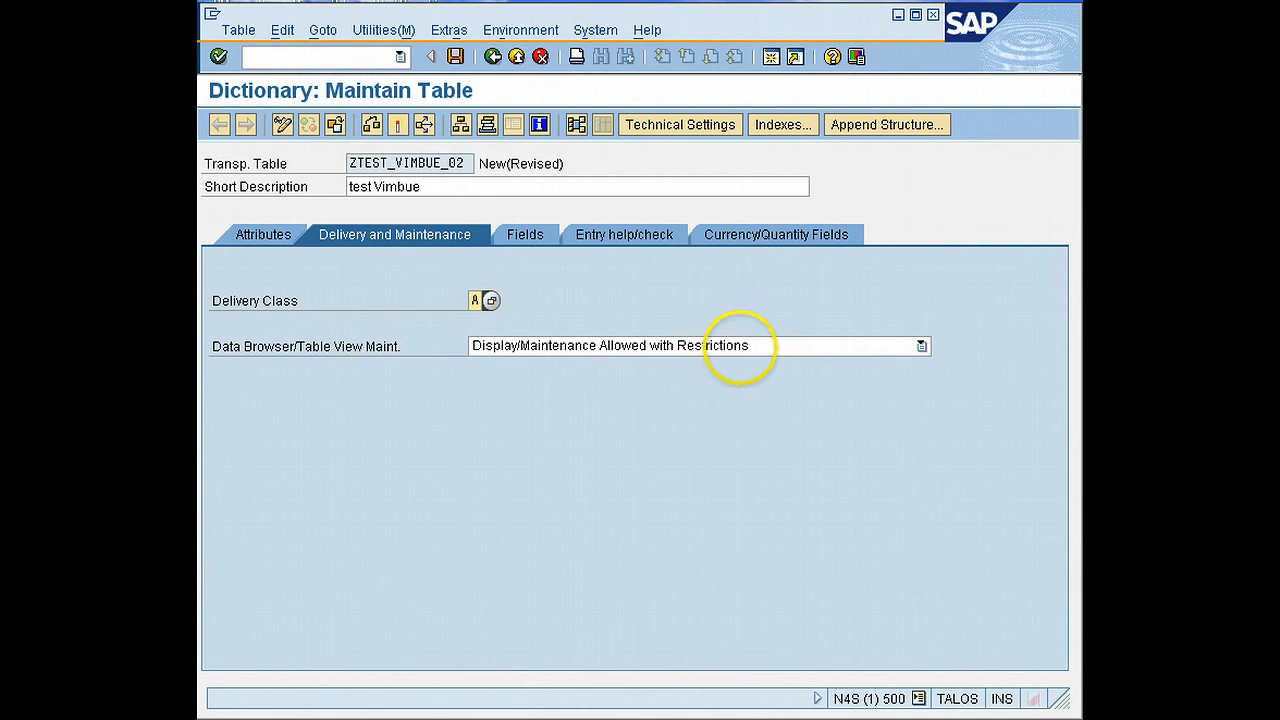 Table Edit Goto Utilities(M) Extras Environment System Help
SAP
Dictionary: Maintain Table
Technical Settings Indexes... Append Structure...
Transp. Table ZTEST_VIMBUE_02 New(Revised)
Short Description test Vimbue
Attributes Delivery and Maintenance Fields Entry help/check Currency/Quantity Fields
Delivery Class A
Data Browser/Table View Maint. Display/Maintenance Allowed with Restrictions
N4S (1) 500 TALOS INS